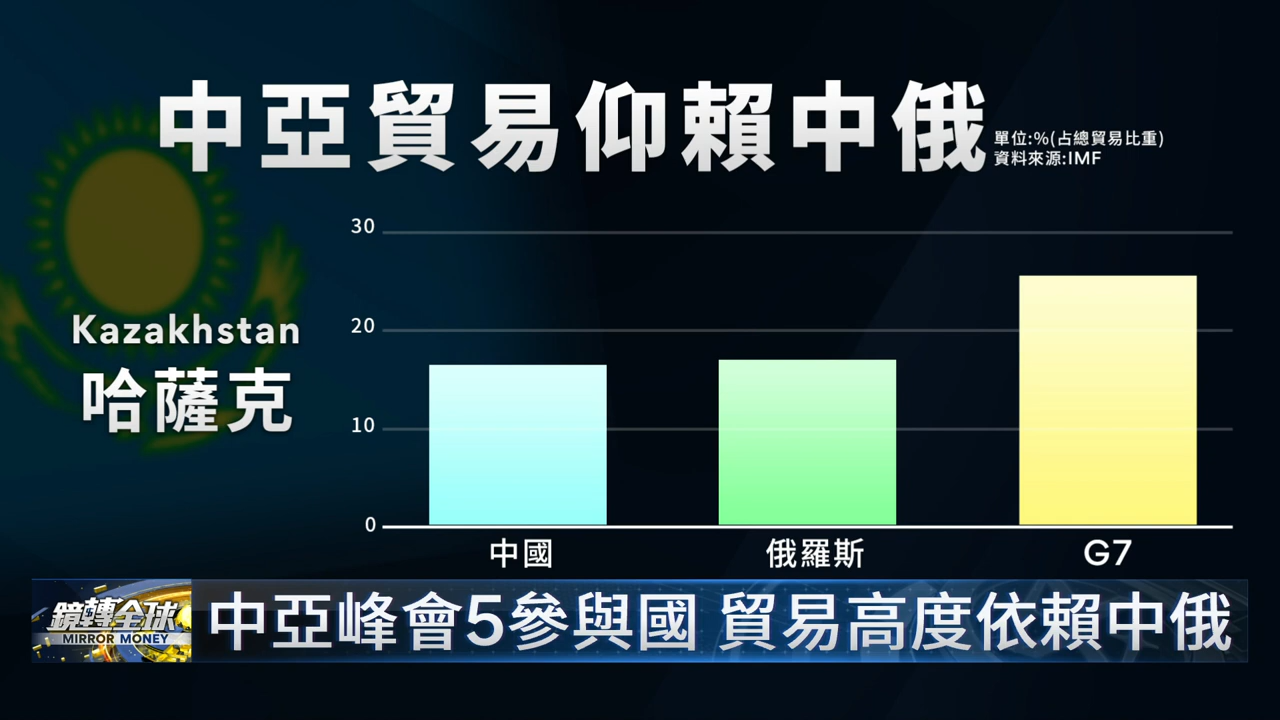 中亞貿易仰賴中俄
單位:%(占總貿易比重)
資料來源:IMF
30
20
10
0
Kazakhstan
哈薩克
中國
俄羅斯
G7
鏡轉全球
MIRROR MONEY
中亞峰會5參與國 貿易高度依賴中俄